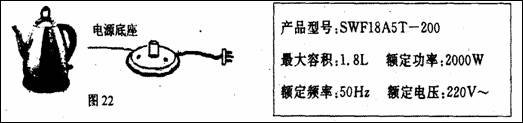 电源底座
图22
产品型号:SWF18A5T-200
最大容积:1.8L 额定功率:2000W
额定频率:50Hz 额定电压:220V~